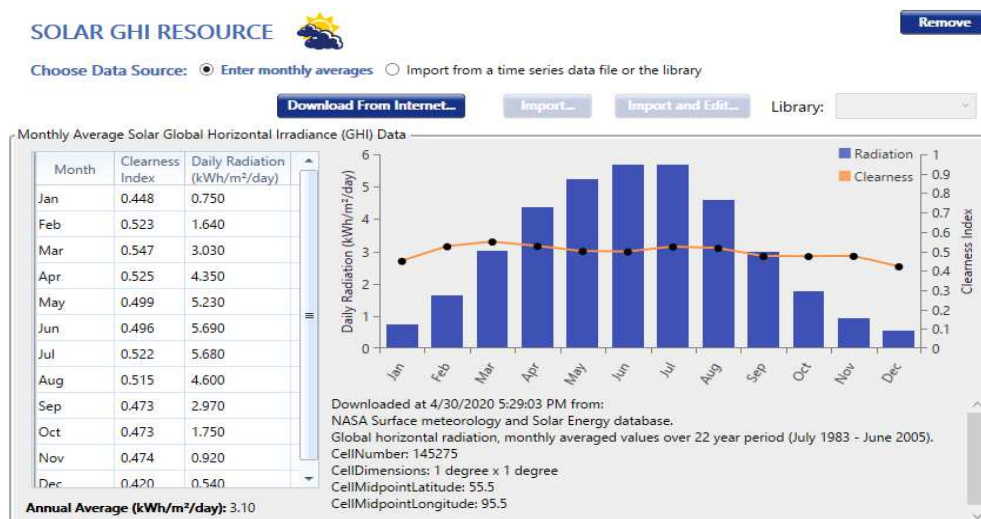 SOLAR GHI RESOURCE
Remove
Choose Data Source: Enter monthly averages Import from a time series data file or the library
Download From Internet... Import... Import and Edit... Library:
Monthly Average Solar Global Horizontal Irradiance (GHI) Data
Month Clearness Index Daily Radiation (kWh/m²/day)
Jan 0.448 0.750
Feb 0.523 1.640
Mar 0.547 3.030
Apr 0.525 4.350
May 0.499 5.230
Jun 0.496 5.690
Jul 0.522 5.680
Aug 0.515 4.600
Sep 0.473 2.970
Oct 0.473 1.750
Nov 0.474 0.920
Dec 0.420 0.540
Annual Average (kWh/m²/day): 3.10
Daily Radiation (kWh/m²/day)
6
5
4
3
2
1
0
Radiation
Clearness
1
0.9
0.8
0.7
0.6
0.5
0.4
0.3
0.2
0.1
0
Clearness Index
Jan Feb Mar Apr May Jun Jul Aug Sep Oct Nov Dec
Downloaded at 4/30/2020 5:29:03 PM from:
NASA Surface meteorology and Solar Energy database.
Global horizontal radiation, monthly averaged values over 22 year period (July 1983 - June 2005).
CellNumber: 145275
CellDimensions: 1 degree x 1 degree
CellMidpointLatitude: 55.5
CellMidpointLongitude: 95.5